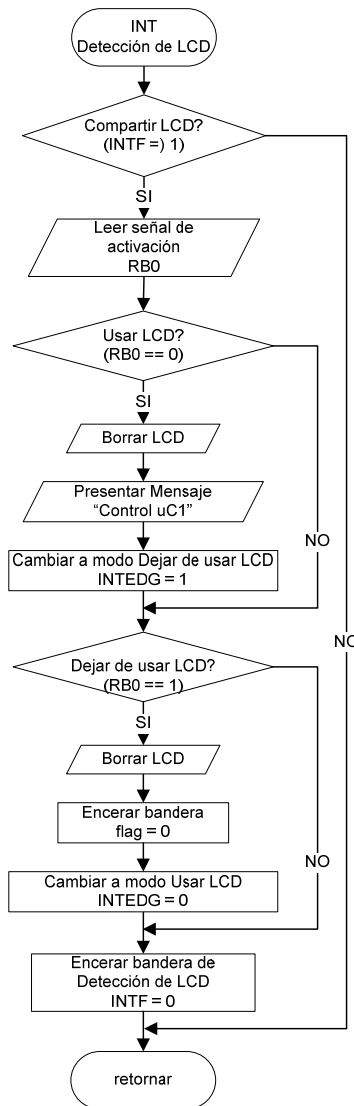 INT
Detección de LCD
Compartir LCD?
(INTF =) 1)
SI
Leer señal de
activación
RB0
Usar LCD?
(RB0 == 0)
SI
Borrar LCD
Presentar Mensaje
“Control uC1”
NO
Cambiar a modo Dejar de usar LCD
INTEDG = 1
NO
Dejar de usar LCD?
(RB0 == 1)
SI
Borrar LCD
Encerar bandera
flag = 0
NO
Cambiar a modo Usar LCD
INTEDG = 0
Encerar bandera de
Detección de LCD
INTF = 0
retornar